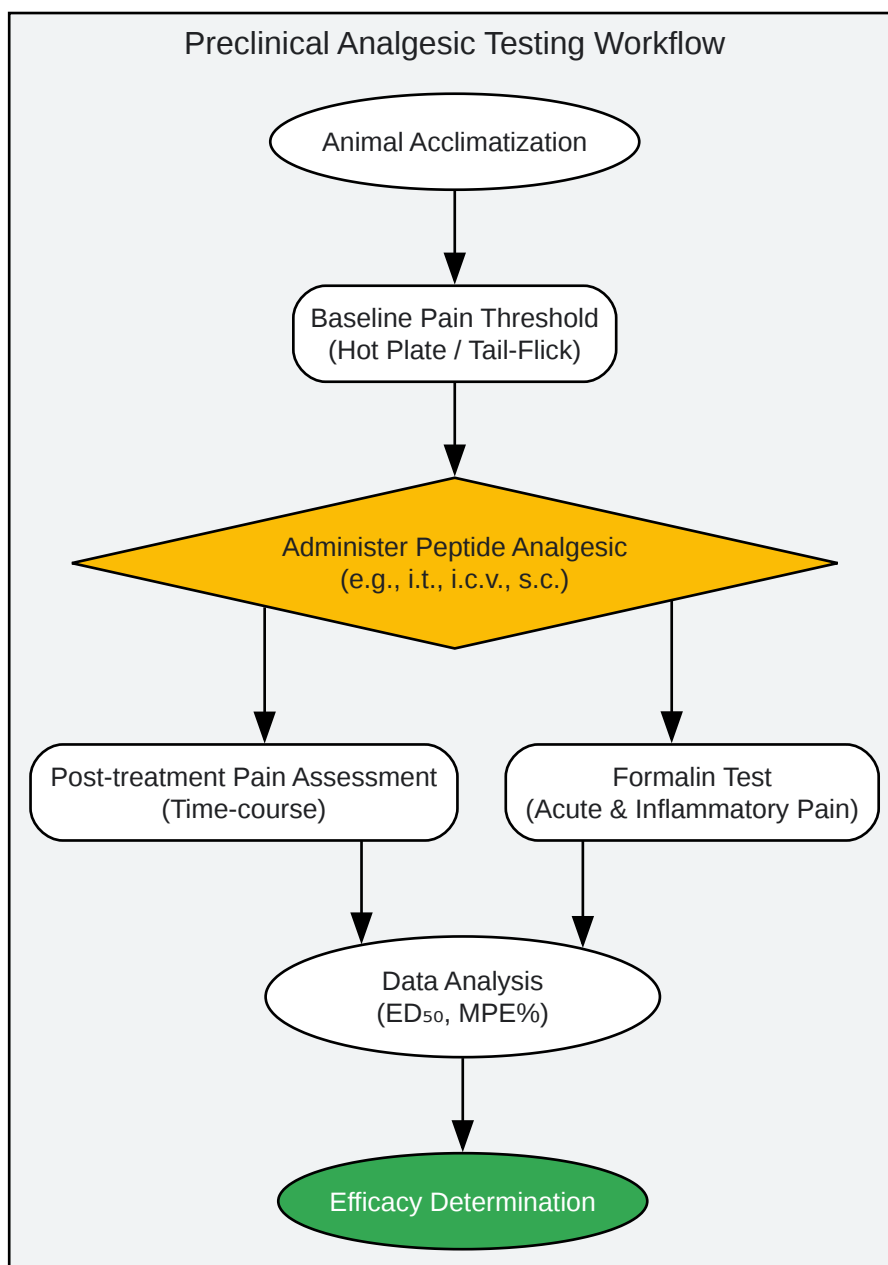 Preclinical Analgesic Testing Workflow
Animal Acclimatization
Baseline Pain Threshold
(Hot Plate / Tail-Flick)
Administer Peptide Analgesic
(e.g., i.t., i.c.v., s.c.)
Post-treatment Pain Assessment
(Time-course)
Formalin Test
(Acute & Inflammatory Pain)
Data Analysis
(ED₅₀, MPE%)
Efficacy Determination